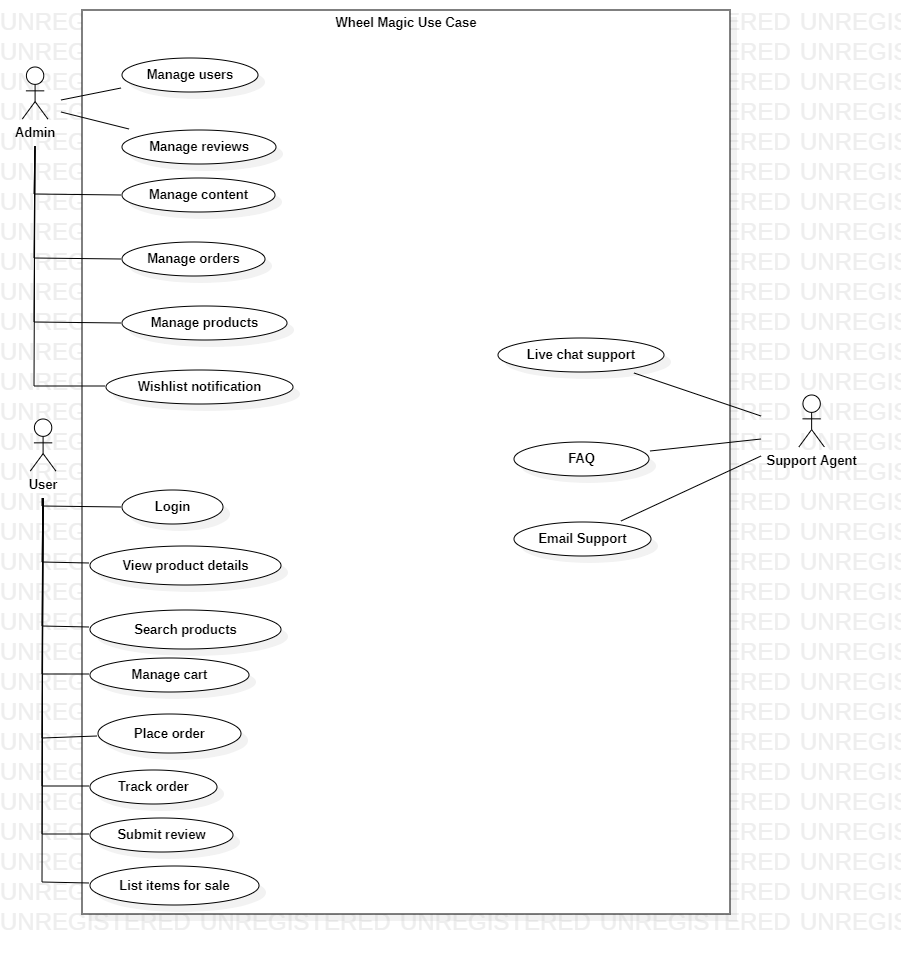 Wheel Magic Use Case
Manage users
Admin
Manage reviews
Manage content
Manage orders
Manage products
Live chat support
Wishlist notification
Support Agent
FAQ
User
Login
Email Support
View product details
Search products
Manage cart
Place order
Track order
Submit review
List items for sale
UNREGISTERED UNREGISTERED UNREGISTERED UNREGISTERED UNREGIS